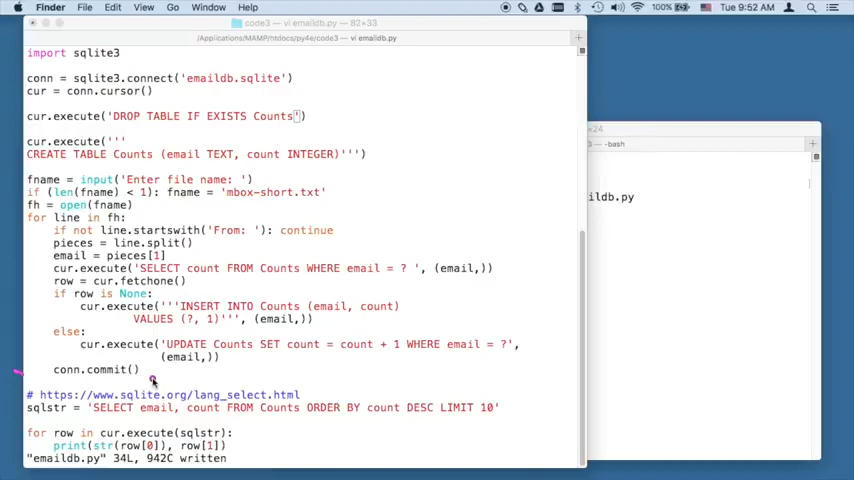 Finder File Edit View Go Window Help
100% Tue 9:52 AM
code3 — vi emaildb.py — 82×33
/Applications/MAMP/htdocs/py4e/code3 — vi emaildb.py
import sqlite3
conn = sqlite3.connect('emaildb.sqlite')
cur = conn.cursor()
cur.execute('DROP TABLE IF EXISTS Counts')
cur.execute('''
CREATE TABLE Counts (email TEXT, count INTEGER)''')
fname = input('Enter file name: ')
if (len(fname) < 1): fname = 'mbox-short.txt'
fh = open(fname)
for line in fh:
if not line.startswith('From: '): continue
pieces = line.split()
email = pieces[1]
cur.execute('SELECT count FROM Counts WHERE email = ? ', (email,))
row = cur.fetchone()
if row is None:
cur.execute('''INSERT INTO Counts (email, count)
VALUES (?, 1)''', (email,))
else:
cur.execute('UPDATE Counts SET count = count + 1 WHERE email = ?',
(email,))
conn.commit()
# https://www.sqlite.org/lang_select.html
sqlstr = 'SELECT email, count FROM Counts ORDER BY count DESC LIMIT 10'
for row in cur.execute(sqlstr):
print(str(row[0]), row[1])
"emaildb.py" 34L, 942C written
×24
3 — -bash
ildb.py